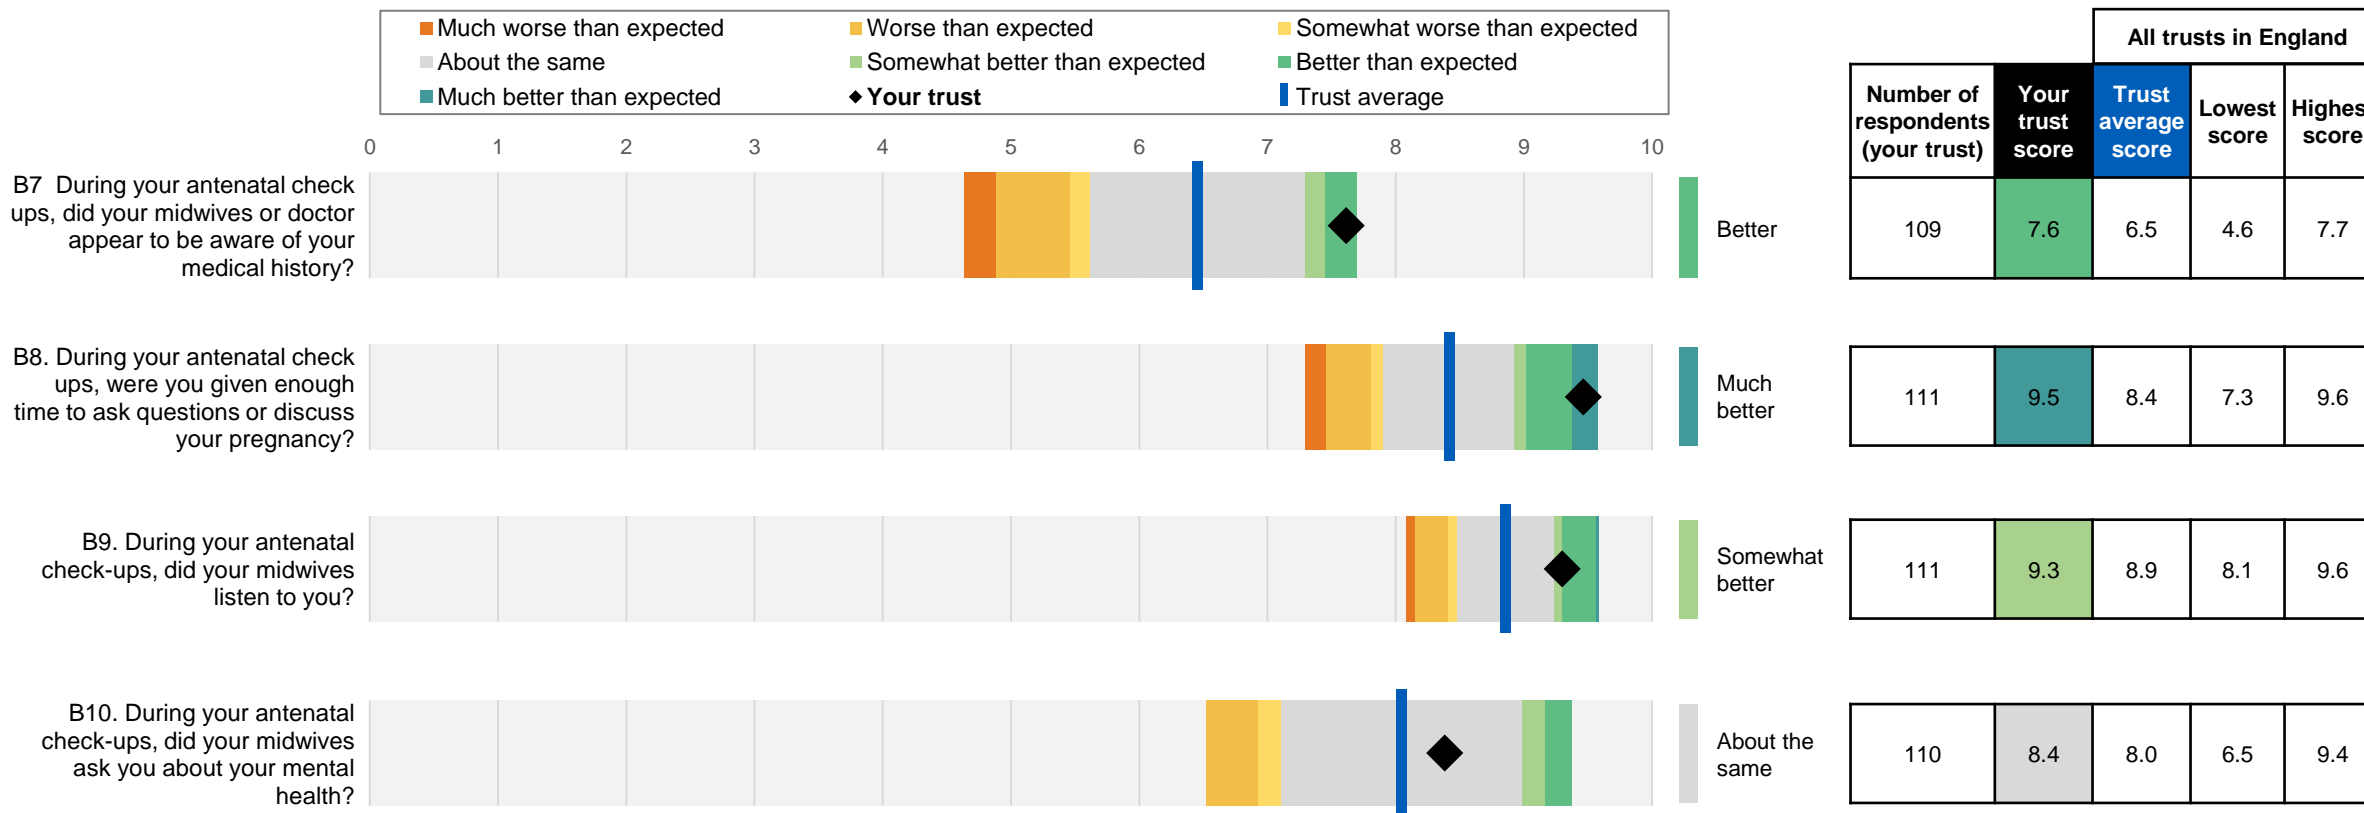 Much worse than expected
Worse than expected
Somewhat worse than expected
About the same
Somewhat better than expected
Better than expected
Much better than expected
Your trust
Trust average
All trusts in England
Number of
respondents
(your trust)
Your
trust
score
Trust
average
score
Lowest
score
Highes
score
0 1 2 3 4 5 6 7 8 9 10
B7 During your antenatal check
ups, did your midwives or doctor
appear to be aware of your
medical history?
Better
109 7.6 6.5 4.6 7.7
B8. During your antenatal check
ups, were you given enough
time to ask questions or discuss
your pregnancy?
Much
better
111 9.5 8.4 7.3 9.6
B9. During your antenatal
check-ups, did your midwives
listen to you?
Somewhat
better
111 9.3 8.9 8.1 9.6
B10. During your antenatal
check-ups, did your midwives
ask you about your mental
health?
About the
same
110 8.4 8.0 6.5 9.4